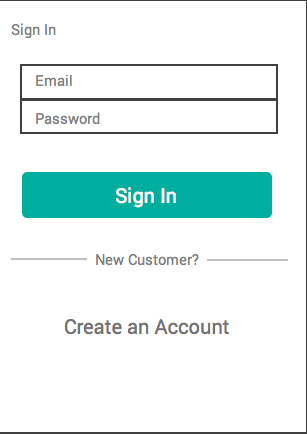 Sign In
Email
Password
Sign In
New Customer?
Create an Account